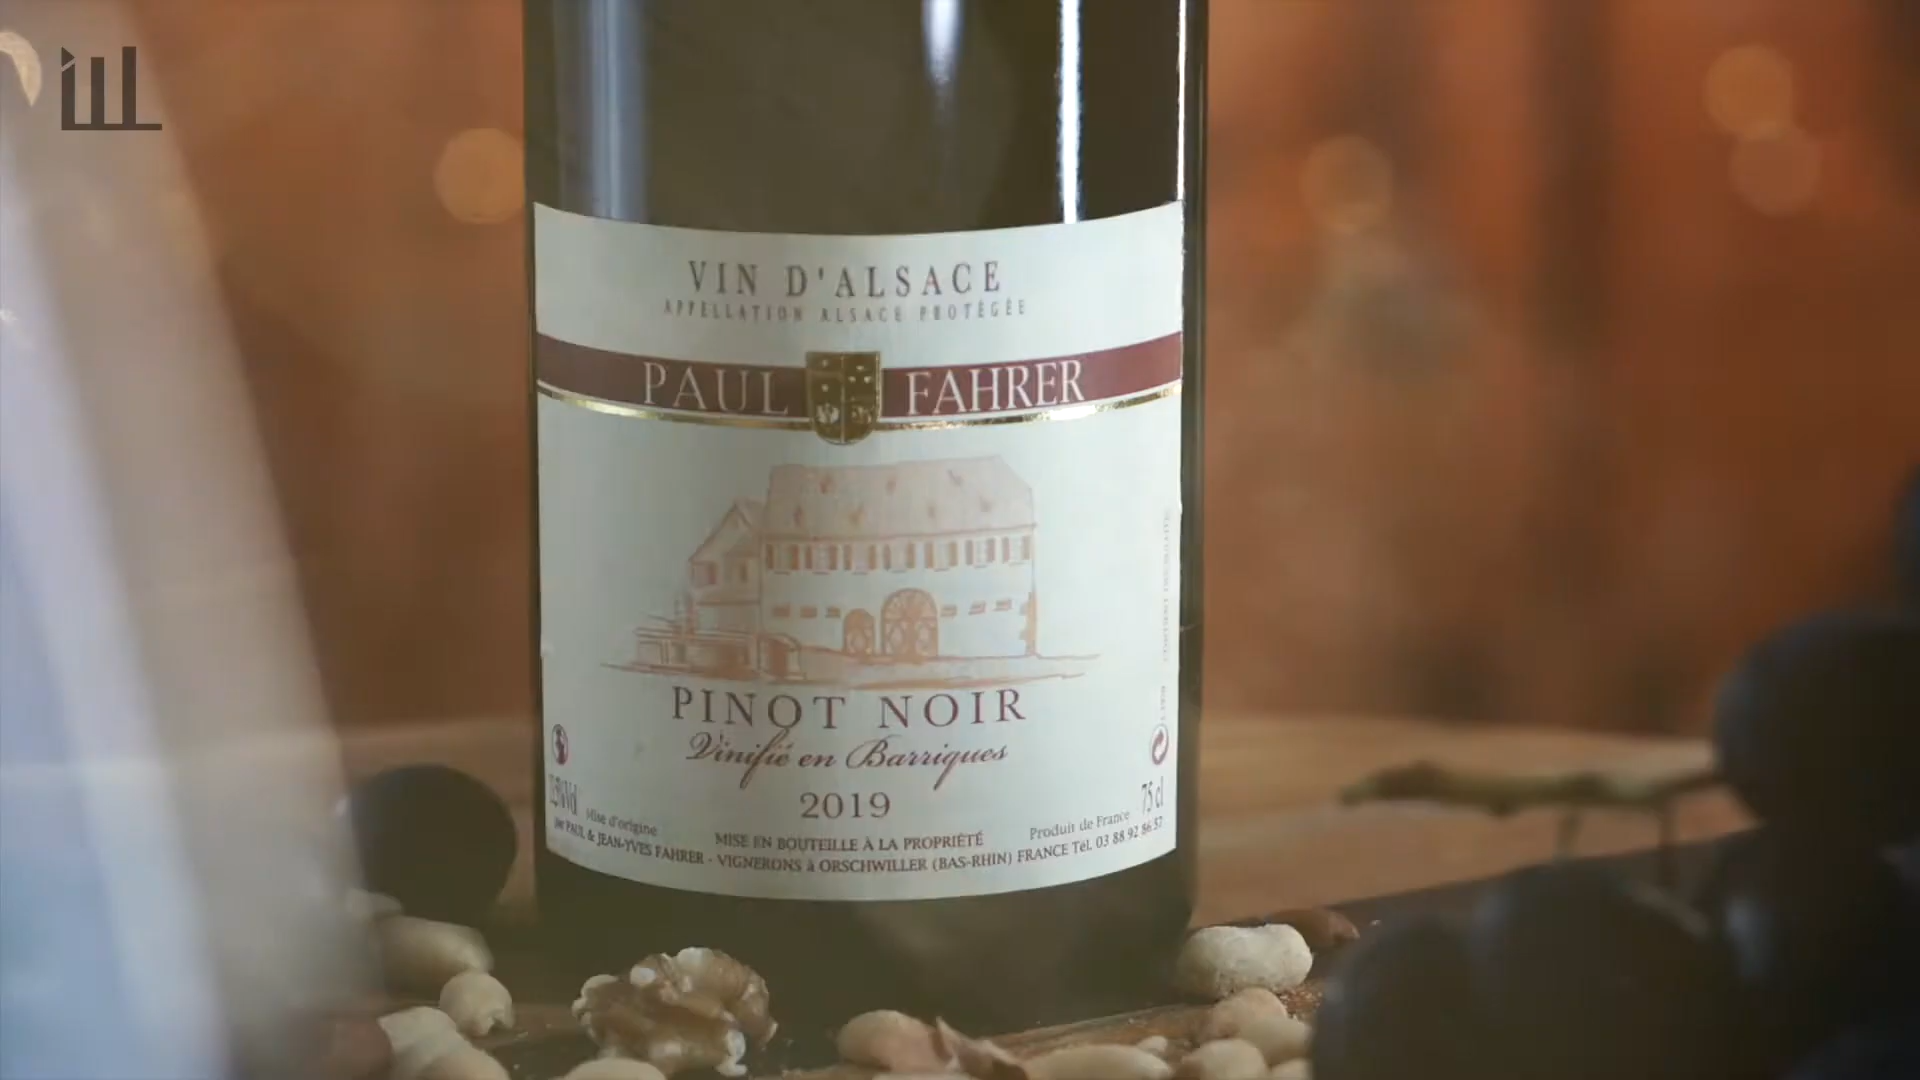 VIN D'ALSACE
APPELLATION ALSACE PROTÉGÉE
PAUL FAHRER
PINOT NOIR
Vinifié en Barriques
2019
75 cl
Mise d'origine
MISE EN BOUTEILLE À LA PROPRIÉTÉ
Produit de France
par PAUL & JEAN-YVES FAHRER - VIGNERONS à ORSCHWILLER (BAS-RHIN) FRANCE Tél. 03 88 92 86 57